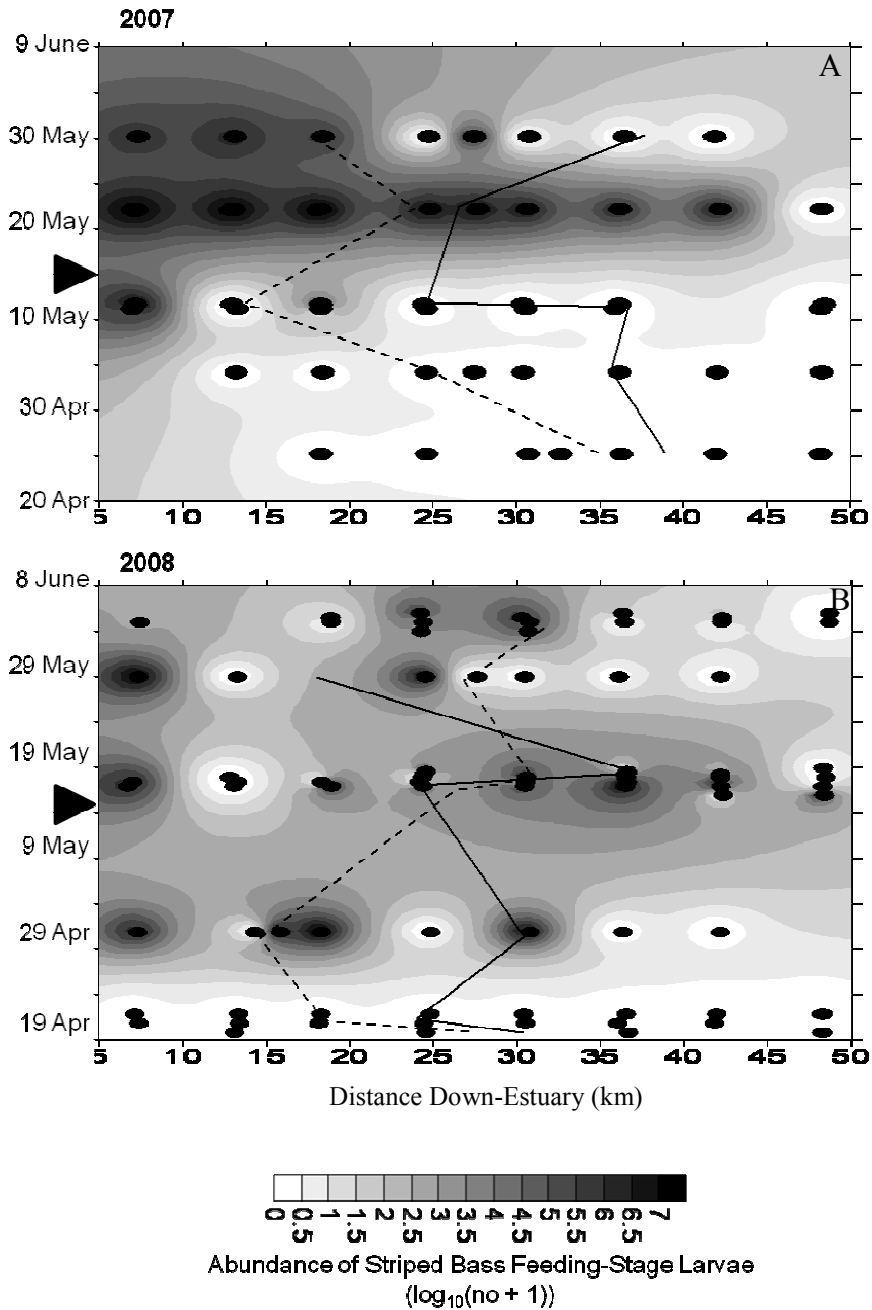 2007
A
9 June
30 May
20 May
10 May
30 Apr
20 Apr
5 10 15 20 25 30 35 40 45 50
2008
B
8 June
29 May
19 May
9 May
29 Apr
19 Apr
5 10 15 20 25 30 35 40 45 50
Distance Down-Estuary (km)
0 0.5 1 1.5 2 2.5 3 3.5 4 4.5 5 5.5 6 6.5 7
Abundance of Striped Bass Feeding-Stage Larvae
(log₁₀(no + 1))